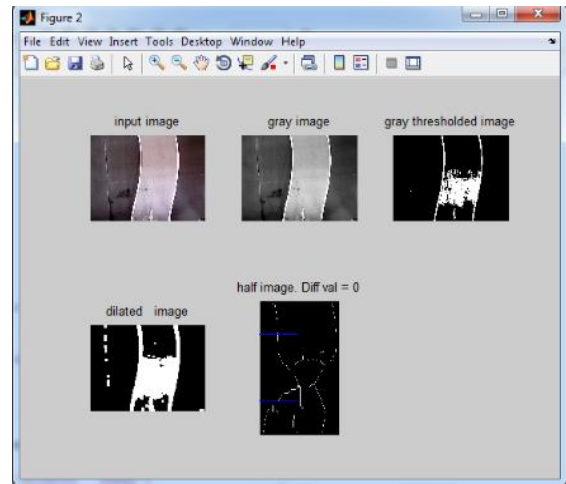 Figure 2
File Edit View Insert Tools Desktop Window Help
input image
gray image
gray thresholded image
dilated image
half image. Diff val = 0